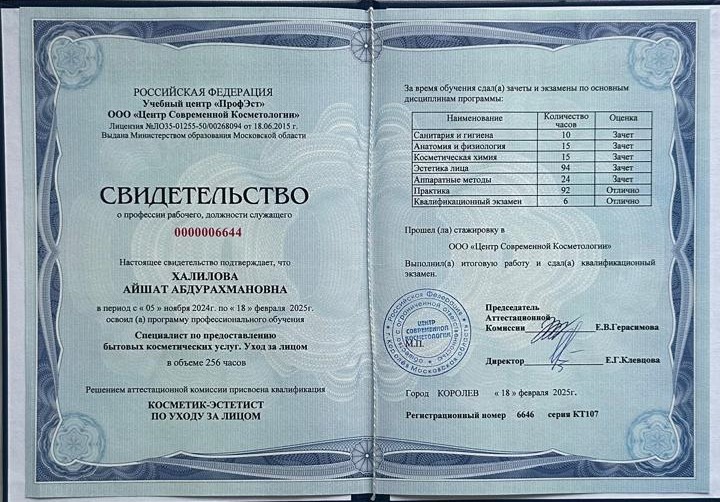 РОССИЙСКАЯ ФЕДЕРАЦИЯ
Учебный центр «ПрофЭст»
ООО «Центр Современной Косметологии»
Лицензия №ЛО35-01255-50/00268094 от 18.06.2015 г.
Выдана Министерством образования Московской области
СВИДЕТЕЛЬСТВО
о профессии рабочего, должности служащего
0000006644
Настоящее свидетельство подтверждает, что
ХАЛИЛОВА
АЙШАТ АБДУРАХМАНОВНА
в период с « 05 » ноября 2024г. по « 18 » февраля 2025г.
освоил (а) программу профессионального обучения
Специалист по предоставлению
бытовых косметических услуг. Уход за лицом
в объеме 256 часов
Решением аттестационной комиссии присвоена квалификация
КОСМЕТИК-ЭСТЕТИСТ
ПО УХОДУ ЗА ЛИЦОМ
За время обучения сдал(а) зачеты и экзамены по основным
дисциплинам программы:
Наименование Количество часов Оценка
Санитария и гигиена 10 Зачет
Анатомия и физиология 15 Зачет
Косметическая химия 15 Зачет
Эстетика лица 94 Зачет
Аппаратные методы 24 Зачет
Практика 92 Отлично
Квалификационный экзамен 6 Отлично
Прошел (ла) стажировку в
ООО «Центр Современной Косметологии»
Выполнил(а) итоговую работу и сдал(а) квалификационный
экзамен.
Председатель
Аттестационной
Комиссии Е.В.Герасимова
М.П.
ЦЕНТР
СОВРЕМЕННОЙ
КОСМЕТОЛОГИИ
Директор Е.Г.Клевцова
Город КОРОЛЕВ « 18 » февраля 2025г.
Регистрационный номер 6646 серия КТ107